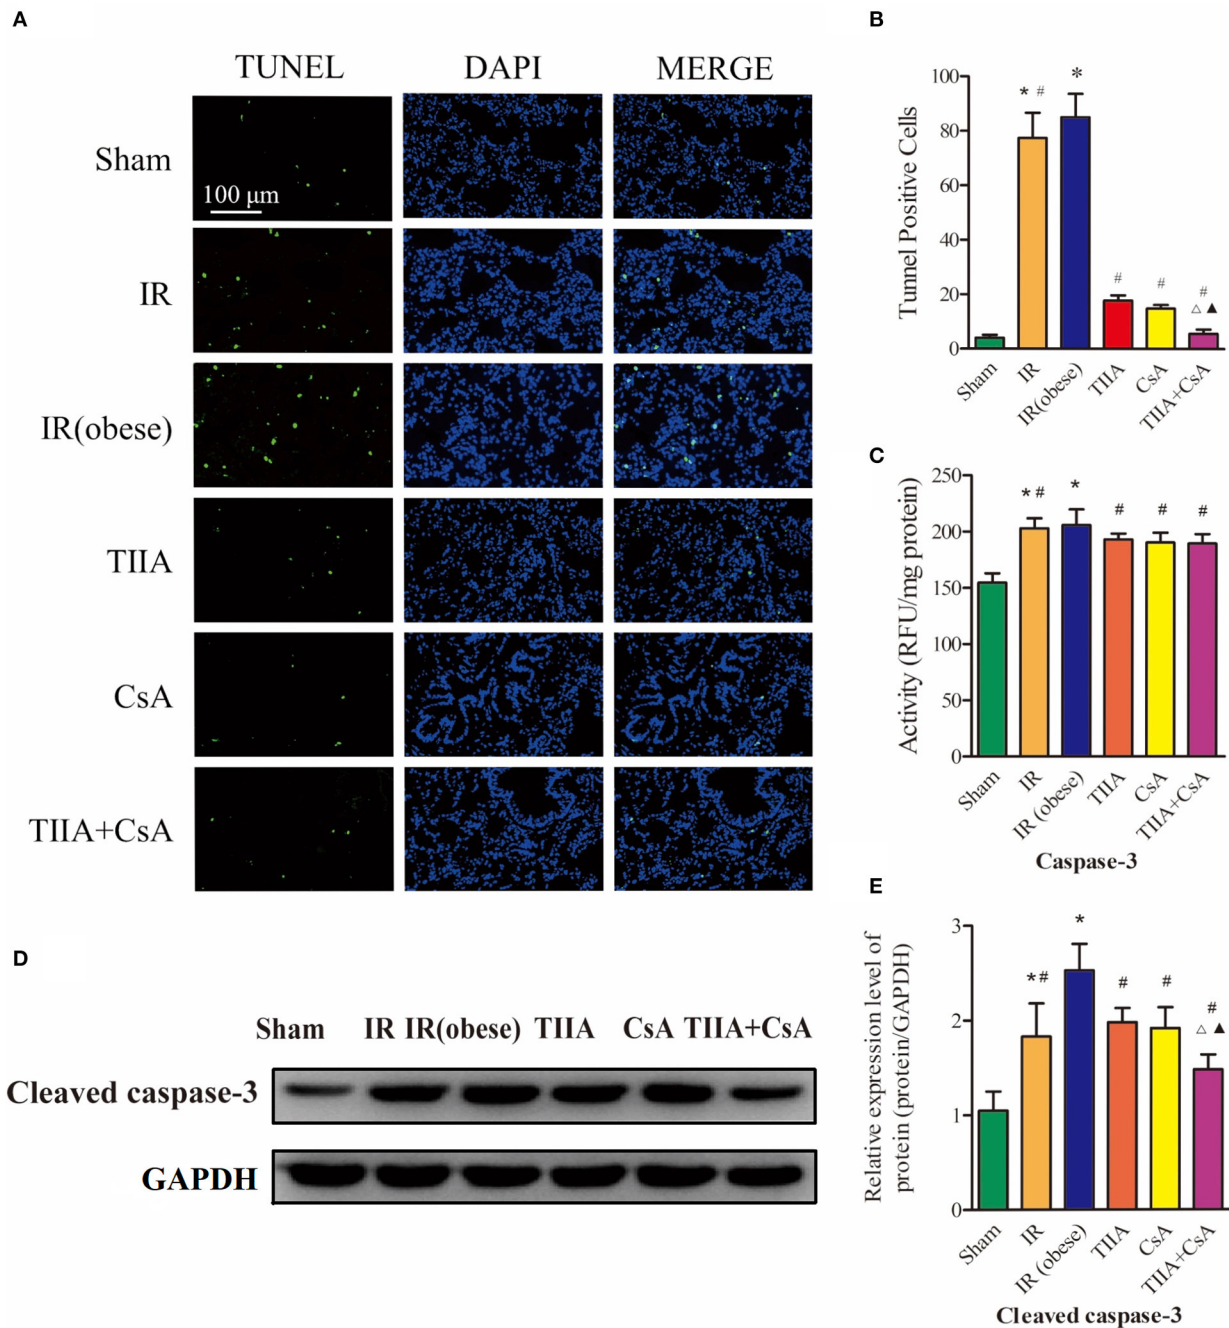 A
TUNEL DAPI MERGE
Sham
100 μm
IR
IR(obese)
TIIA
CsA
TIIA+CsA
B
Tunnel Positive Cells
100
80
60
40
20
0
* #
*
#
#
#
△ ▲
Sham IR IR(obese) TIIA CsA TIIA+CsA
C
Activity (RFU/mg protein)
250
200
150
100
50
0
* #
*
#
#
#
Sham IR IR (obese) TIIA CsA TIIA+CsA
Caspase-3
D
Sham IR IR(obese) TIIA CsA TIIA+CsA
Cleaved caspase-3
GAPDH
E
Relative expression level of
protein (protein/GAPDH)
3
2
1
0
* #
*
#
#
#
△ ▲
Sham IR IR (obese) TIIA CsA TIIA+CsA
Cleaved caspase-3